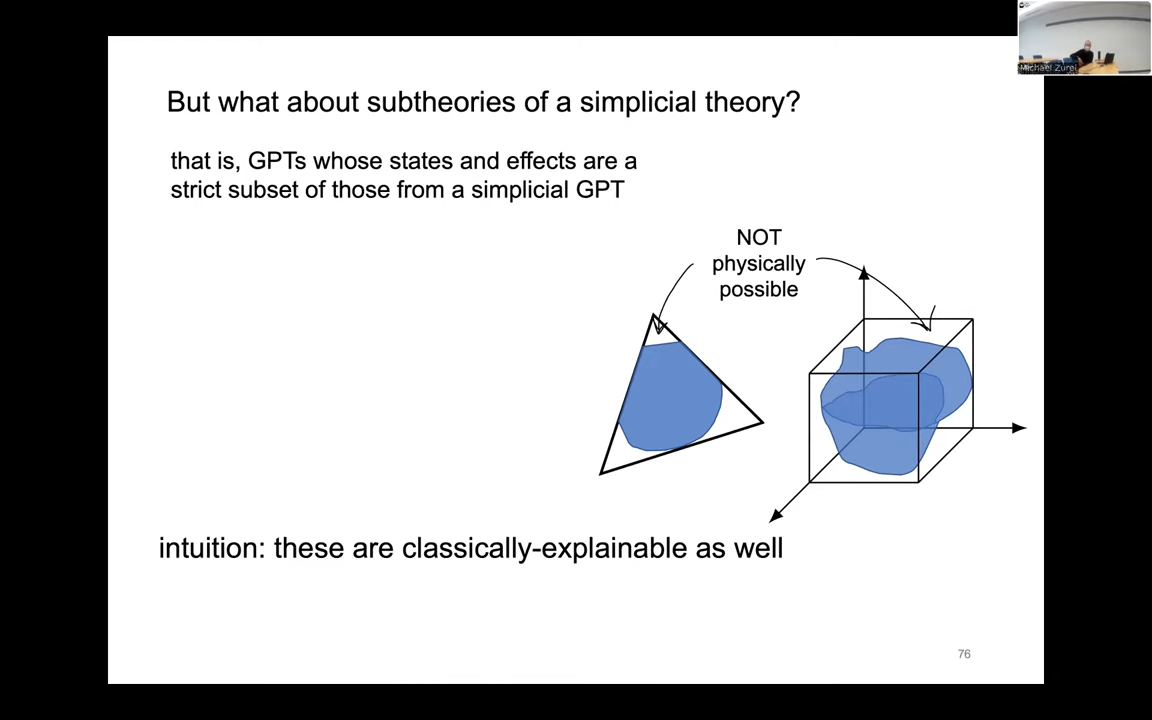 But what about subtheories of a simplicial theory?
that is, GPTs whose states and effects are a
strict subset of those from a simplicial GPT
NOT
physically
possible
intuition: these are classically-explainable as well
76
Michael Zurel